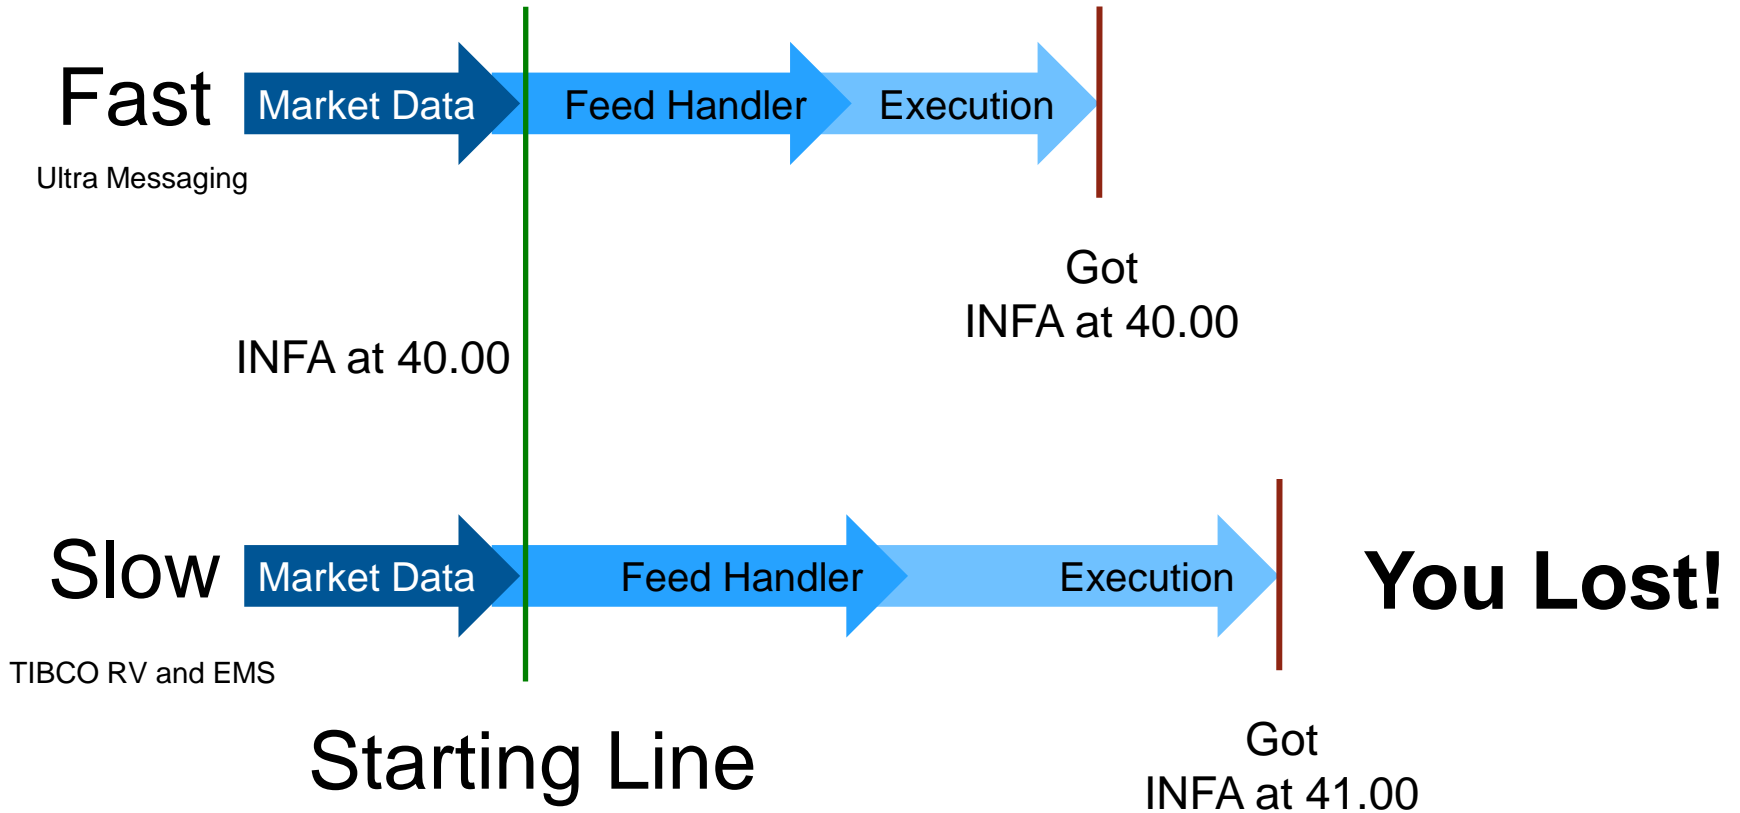 Fast
Market Data
Feed Handler
Execution
Ultra Messaging
Got
INFA at 40.00
INFA at 40.00
Slow
Market Data
Feed Handler
Execution
You Lost!
TIBCO RV and EMS
Starting Line
Got
INFA at 41.00